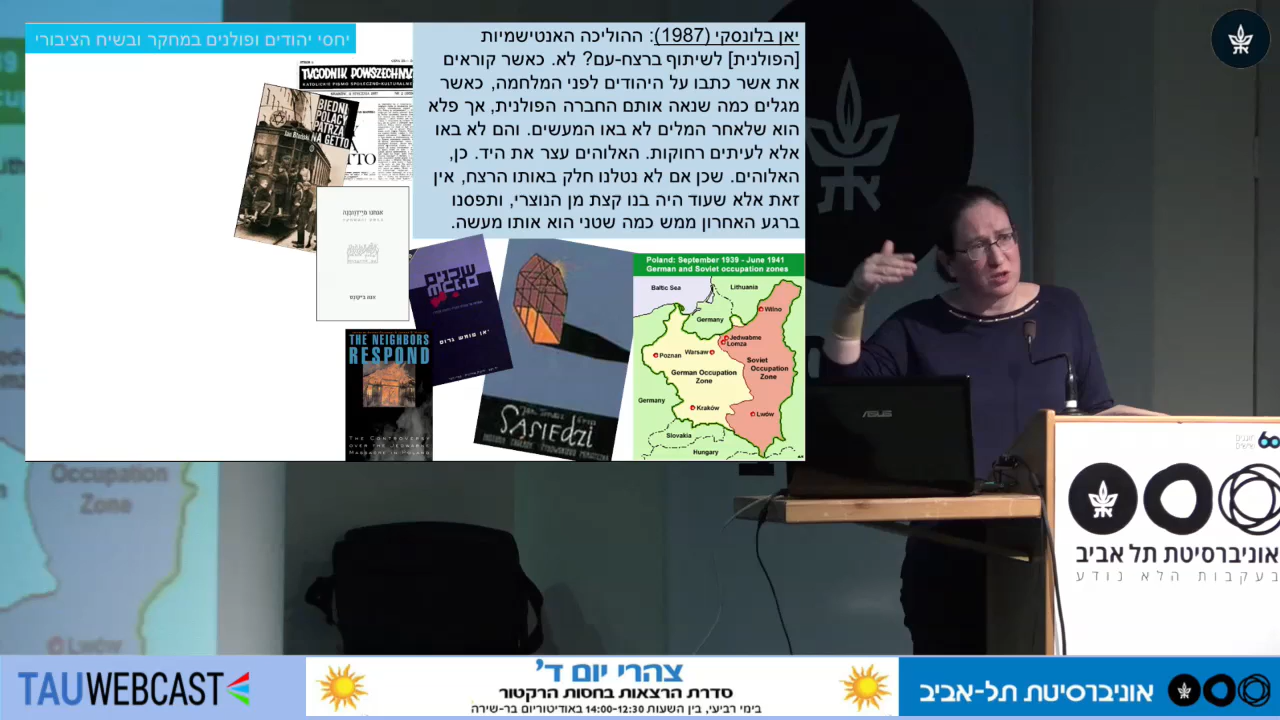 יחסי יהודים ופולנים במחקר ובשיח הציבורי
יאן בלונסקי (1987): ההוליכה האנטישמיות
[הפולנית] לשיתוף ברצח-עם? לא. כאשר קוראים
את אשר כתבו על היהודים לפני המלחמה, כאשר
מגלים כמה שנאה אותם החברה הפולנית, אך פלא
הוא שלאחר המלים לא באו המעשים. והם לא באו
אלא לעיתים רחוקות. האלוהים עצר את היד. כן,
האלוהים. שכן אם לא נטלנו חלק באותו הרצח, אין
זאת אלא שעוד היה בנו קצת מן הנוצרי, ותפסנו
ברגע האחרון ממש כמה שטני הוא אותו מעשה.
TYGODNIK POWSZECHNY
BIEDNI
POLACY
PATRZĄ
NA GETTO
Jan Błoński
שכנים
יאן תומש גרוס
THE NEIGHBORS
RESPOND
THE CONTROVERSY
OVER THE JEDWABNE
MASSACRE IN POLAND
Jan Tomasz Gross
SĄSIEDZI
Poland: September 1939 - June 1941
German and Soviet occupation zones
Baltic Sea
Lithuania
Wilno
Germany
Jedwabne
Lomza
Warsaw
Poznan
Soviet
Occupation
Zone
German Occupation
Zone
Germany
Kraków
Lwów
Slovakia
Hungary
Occupation
Zone
Lwów
ASUS
אוניברסיטת תל אביב
בעקבות הלא נודע
TAUWEBCAST
צהרי יום ד'
סדרת הרצאות בחסות הרקטור
בימי רביעי, בין השעות 14:00-12:30 באודיטוריום בר-שירה
אוניברסיטת תל-אביב